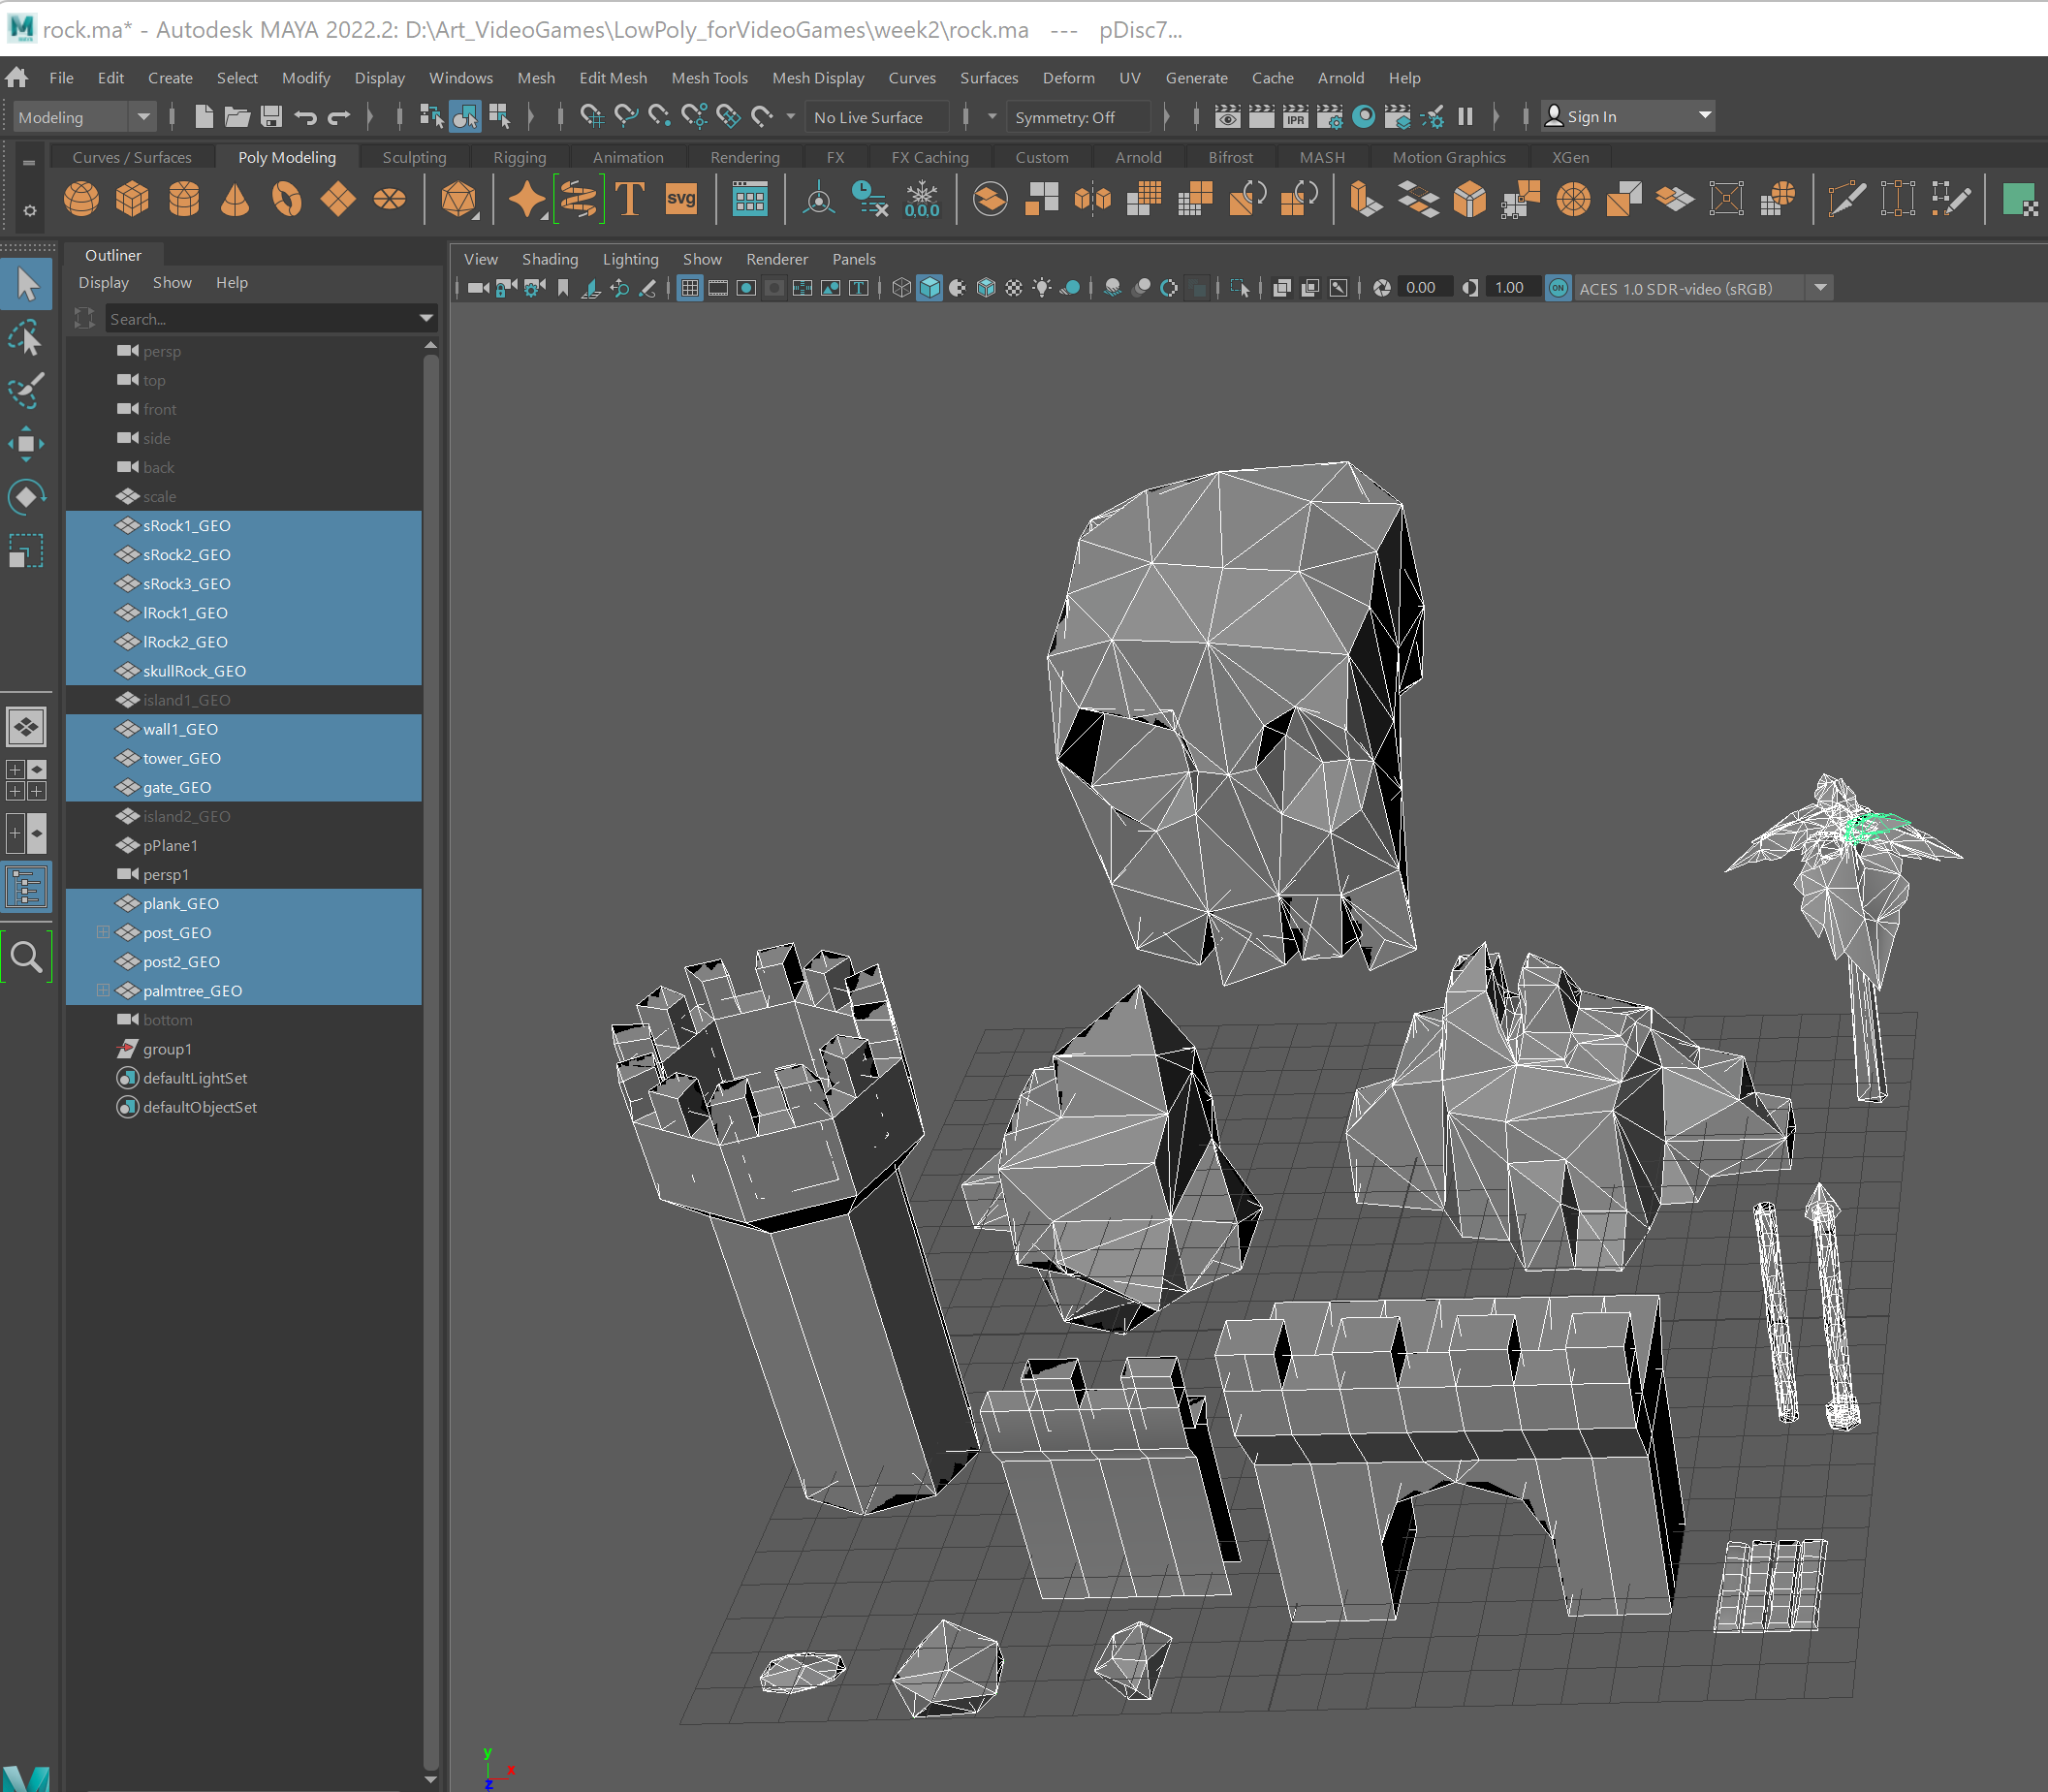 rock.ma* - Autodesk MAYA 2022.2: D:\Art_VideoGames\LowPoly_forVideoGames\week2\rock.ma --- pDisc7...
File Edit Create Select Modify Display Windows Mesh Edit Mesh Mesh Tools Mesh Display Curves Surfaces Deform UV Generate Cache Arnold Help
Modeling No Live Surface Symmetry: Off IPR Sign In
Curves / Surfaces Poly Modeling Sculpting Rigging Animation Rendering FX FX Caching Custom Arnold Bifrost MASH Motion Graphics XGen
T svg 0,0,0
Outliner
Display Show Help
Search...
persp
top
front
side
back
scale
sRock1_GEO
sRock2_GEO
sRock3_GEO
lRock1_GEO
lRock2_GEO
skullRock_GEO
island1_GEO
wall1_GEO
tower_GEO
gate_GEO
island2_GEO
pPlane1
persp1
plank_GEO
post_GEO
post2_GEO
palmtree_GEO
bottom
group1
defaultLightSet
defaultObjectSet
View Shading Lighting Show Renderer Panels
0.00 1.00 ON ACES 1.0 SDR-video (sRGB)
y
x
z